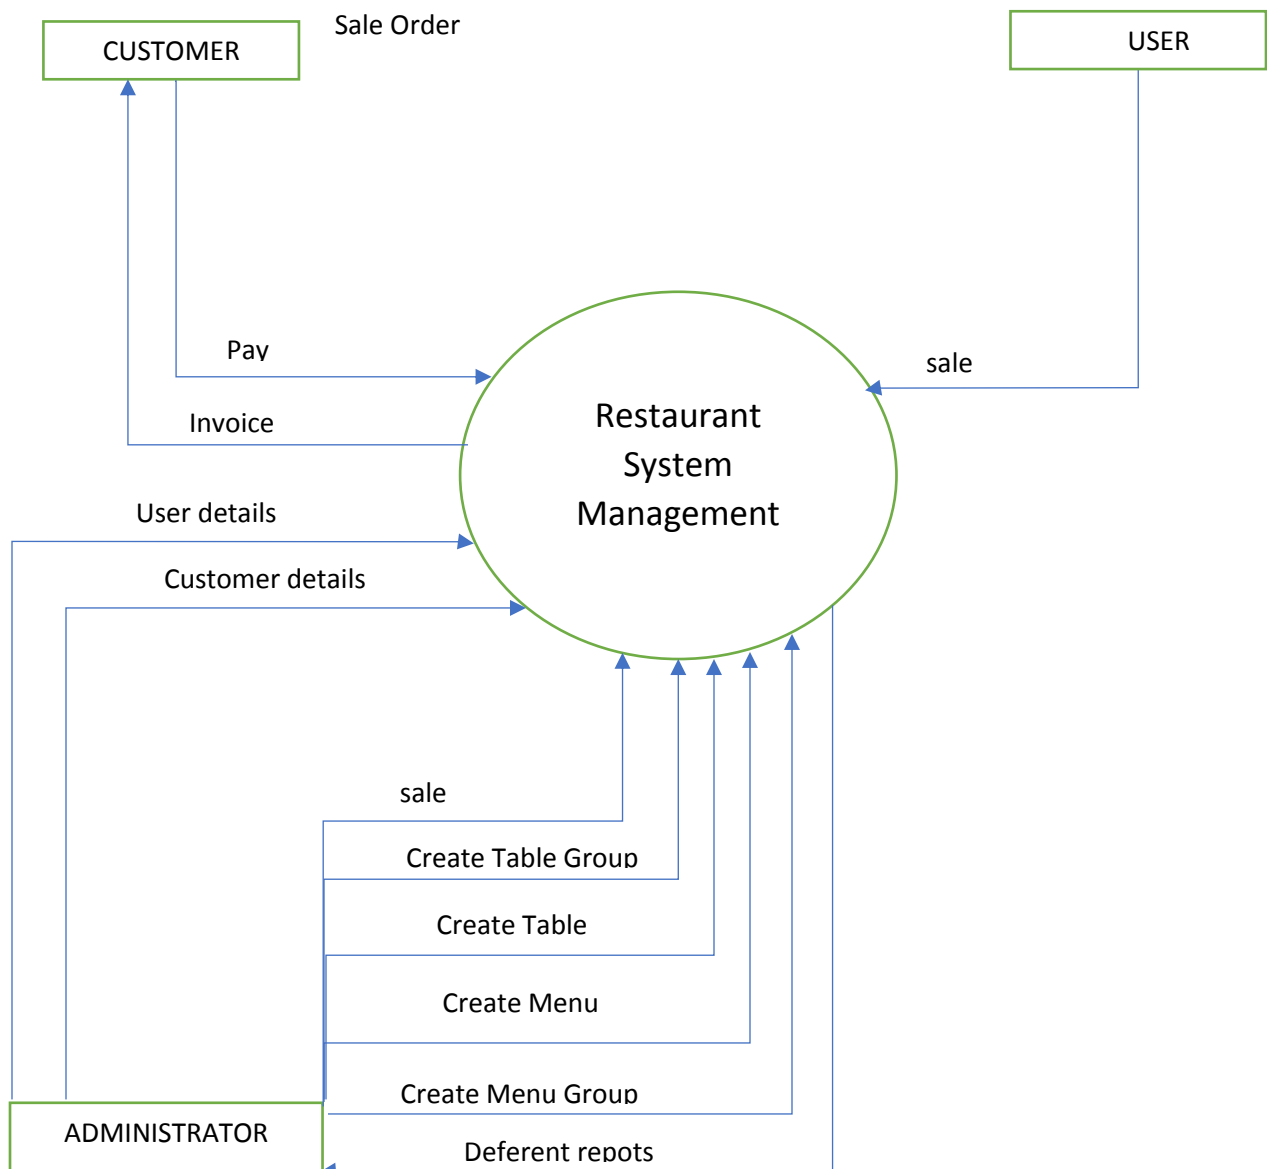 Sale Order
CUSTOMER
USER
Pay
sale
Invoice
Restaurant
System
Management
User details
Customer details
sale
Create Table Group
Create Table
Create Menu
Create Menu Group
ADMINISTRATOR
Deferent repots